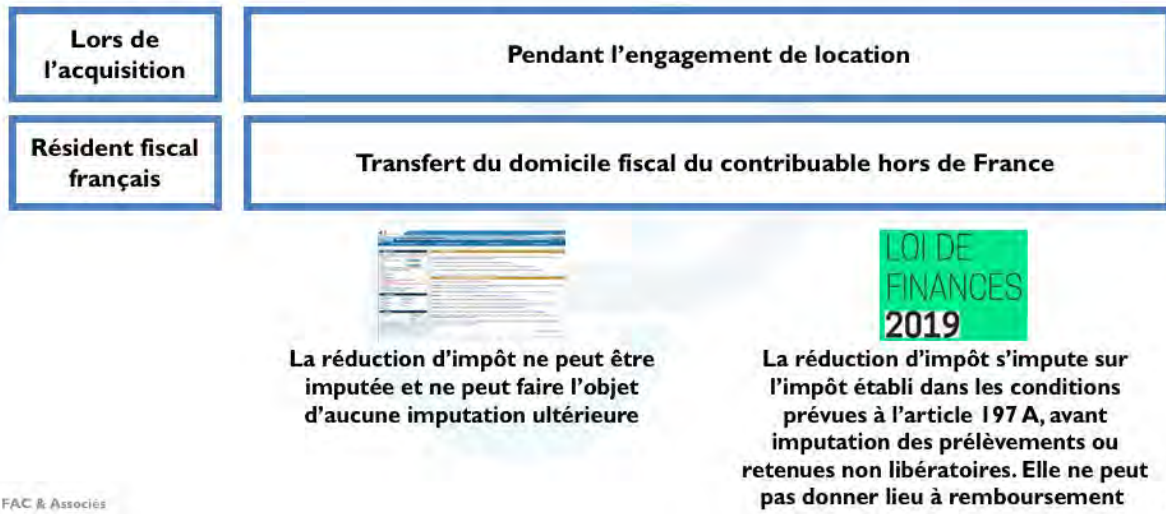 Lors de
l'acquisition
Pendant l'engagement de location
Résident fiscal
français
Transfert du domicile fiscal du contribuable hors de France
LOI DE
FINANCES
2019
La réduction d'impôt ne peut être
imputée et ne peut faire l'objet
d'aucune imputation ultérieure
La réduction d'impôt s'impute sur
l'impôt établi dans les conditions
prévues à l'article 197 A, avant
imputation des prélèvements ou
retenues non libératoires. Elle ne peut
pas donner lieu à remboursement
FAC & Associés